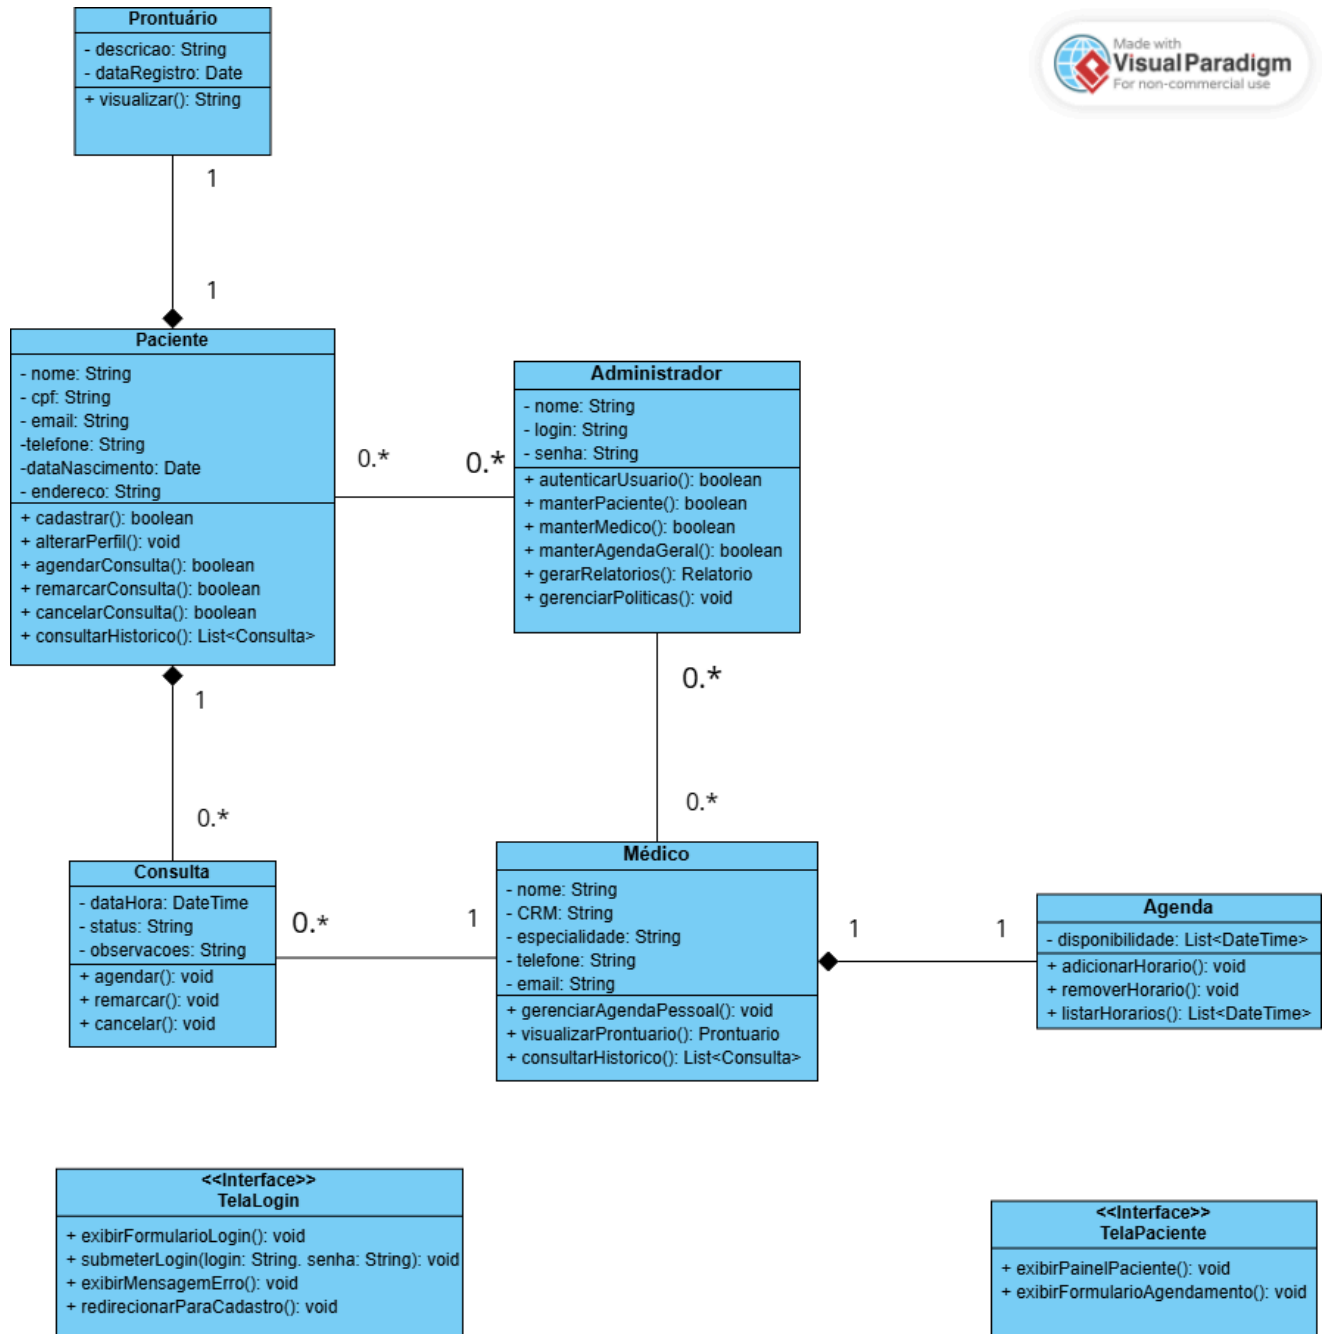 Prontuário
- descricao: String
- dataRegistro: Date
+ visualizar(): String
Made with
Visual Paradigm
For non-commercial use
1
1
Paciente
- nome: String
- cpf: String
- email: String
-telefone: String
-dataNascimento: Date
- endereco: String
+ cadastrar(): boolean
+ alterarPerfil(): void
+ agendarConsulta(): boolean
+ remarcarConsulta(): boolean
+ cancelarConsulta(): boolean
+ consultarHistorico(): List<Consulta>
0.*
0.*
Administrador
- nome: String
- login: String
- senha: String
+ autenticarUsuario(): boolean
+ manterPaciente(): boolean
+ manterMedico(): boolean
+ manterAgendaGeral(): boolean
+ gerarRelatorios(): Relatorio
+ gerenciarPoliticas(): void
1
0.*
0.*
0.*
Consulta
- dataHora: DateTime
- status: String
- observacoes: String
+ agendar(): void
+ remarcar(): void
+ cancelar(): void
0.*
1
Médico
- nome: String
- CRM: String
- especialidade: String
- telefone: String
- email: String
+ gerenciarAgendaPessoal(): void
+ visualizarProntuario(): Prontuario
+ consultarHistorico(): List<Consulta>
1
1
Agenda
- disponibilidade: List<DateTime>
+ adicionarHorario(): void
+ removerHorario(): void
+ listarHorarios(): List<DateTime>
<<Interface>>
TelaLogin
+ exibirFormularioLogin(): void
+ submeterLogin(login: String. senha: String): void
+ exibirMensagemErro(): void
+ redirecionarParaCadastro(): void
<<Interface>>
TelaPaciente
+ exibirPainelPaciente(): void
+ exibirFormularioAgendamento(): void